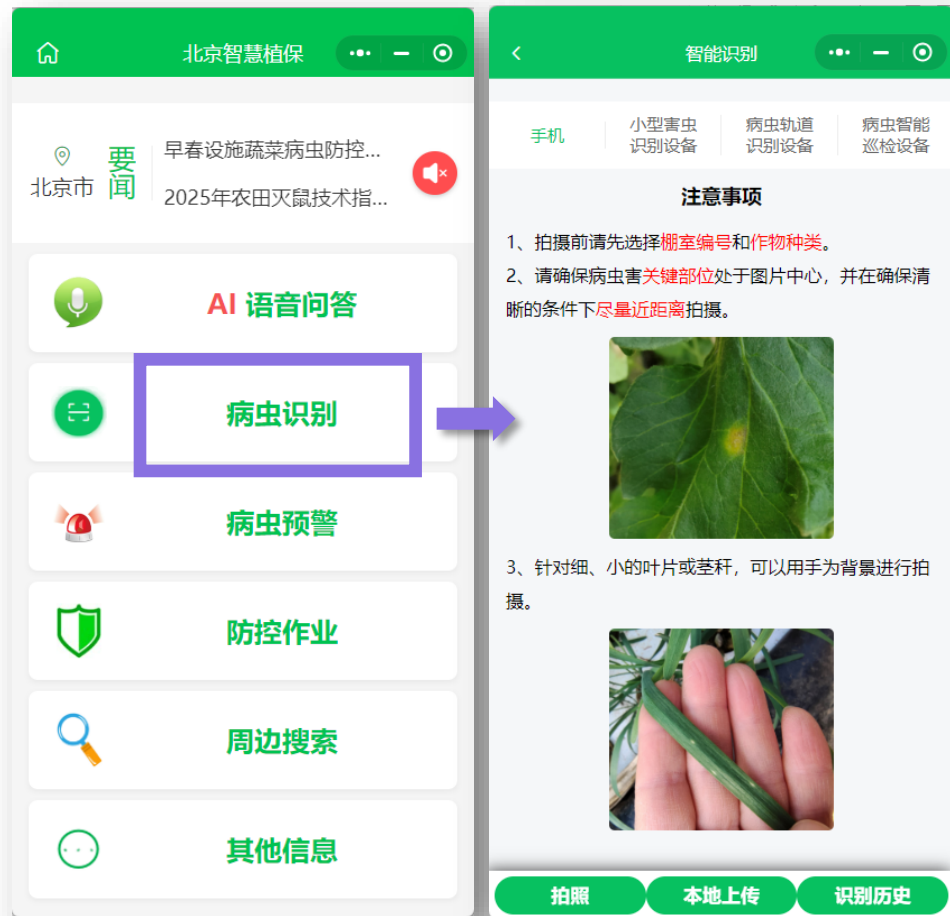 北京智慧植保
北京市
要闻
早春设施蔬菜病虫防控...
2025年农田灭鼠技术指...
AI 语音问答
病虫识别
病虫预警
防控作业
周边搜索
其他信息
智能识别
手机
小型害虫
识别设备
病虫轨道
识别设备
病虫智能
巡检设备
注意事项
1、拍摄前请先选择棚室编号和作物种类。
2、请确保病虫害关键部位处于图片中心，并在确保清
晰的条件下尽量近距离拍摄。
3、针对细、小的叶片或茎秆，可以用手为背景进行拍
摄。
拍照
本地上传
识别历史